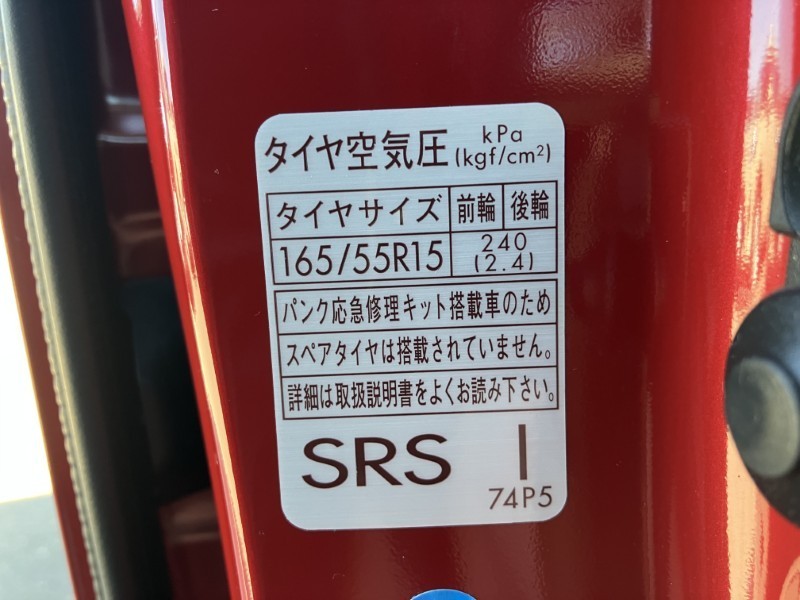 タイヤ空気圧 kPa (kgf/cm²)
タイヤサイズ 前輪 後輪
165/55R15 240 (2.4)
パンク応急修理キット搭載車のため
スペアタイヤは搭載されていません。
詳細は取扱説明書をよくお読み下さい。
SRS I
74P5